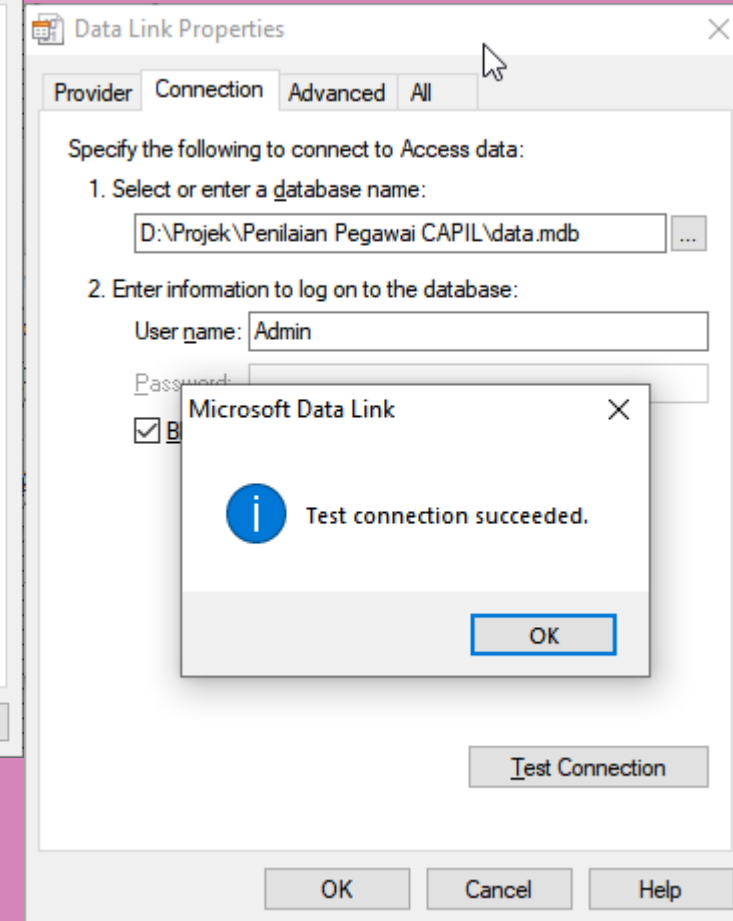 Data Link Properties
Provider
Connection
Advanced
All
Specify the following to connect to Access data:
1. Select or enter a database name:
D:\Projek\Penilaian Pegawai CAPIL\data.mdb
...
2. Enter information to log on to the database:
User name:
Admin
Password:
Microsoft Data Link
Test connection succeeded.
OK
Test Connection
OK
Cancel
Help